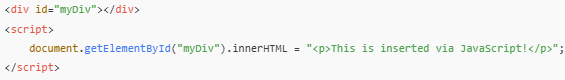 <div id="myDiv"></div>
<script>
    document.getElementById("myDiv").innerHTML = "<p>This is inserted via JavaScript!</p>";
</script>